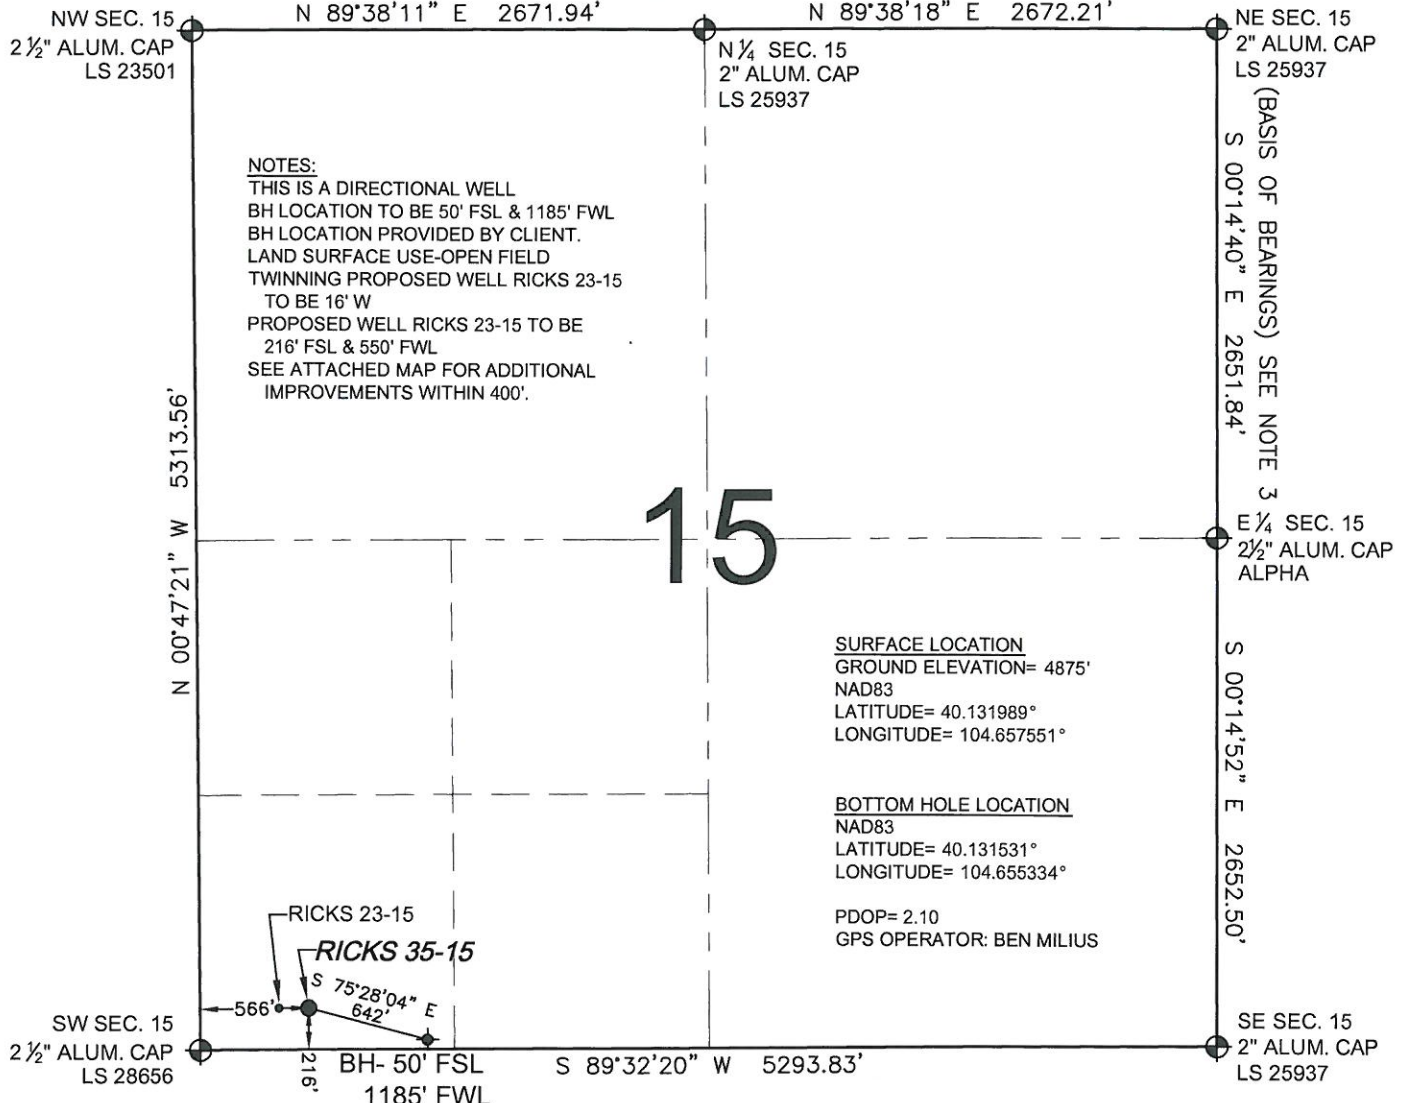 N 89°38'11" E 2671.94'
N 89°38'18" E 2672.21'
NW SEC. 15
2 ½" ALUM. CAP
LS 23501
N ¼ SEC. 15
2" ALUM. CAP
LS 25937
NE SEC. 15
2" ALUM. CAP
LS 25937
(BASIS OF BEARINGS) SEE NOTE 3
S 00°14'40" E 2651.84'
NOTES:
THIS IS A DIRECTIONAL WELL
BH LOCATION TO BE 50' FSL & 1185' FWL
BH LOCATION PROVIDED BY CLIENT.
LAND SURFACE USE-OPEN FIELD
TWINNING PROPOSED WELL RICKS 23-15
TO BE 16' W
PROPOSED WELL RICKS 23-15 TO BE
216' FSL & 550' FWL
SEE ATTACHED MAP FOR ADDITIONAL
IMPROVEMENTS WITHIN 400'.
N 00°47'21" W 5313.56'
15
E ¼ SEC. 15
2½" ALUM. CAP
ALPHA
SURFACE LOCATION
GROUND ELEVATION= 4875'
NAD83
LATITUDE= 40.131989°
LONGITUDE= 104.657551°
BOTTOM HOLE LOCATION
NAD83
LATITUDE= 40.131531°
LONGITUDE= 104.655334°
PDOP= 2.10
GPS OPERATOR: BEN MILIUS
S 00°14'52" E 2652.50'
RICKS 23-15
RICKS 35-15
S 75°28'04" E
642'
566'
216'
SW SEC. 15
2 ½" ALUM. CAP
LS 28656
BH- 50' FSL
1185' FWL
S 89°32'20" W 5293.83'
SE SEC. 15
2" ALUM. CAP
LS 25937